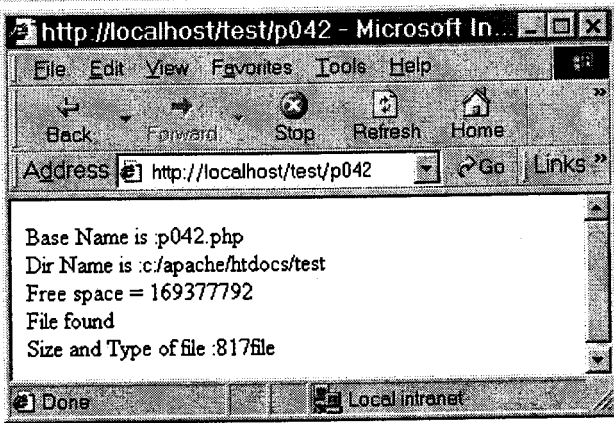 http://localhost/test/p042 - Microsoft In...
File Edit View Favorites Tools Help
Back Forward Stop Refresh Home »
Address http://localhost/test/p042 Go Links »
Base Name is :p042.php
Dir Name is :c:/apache/htdocs/test
Free space = 169377792
File found
Size and Type of file :817file
Done Local intranet